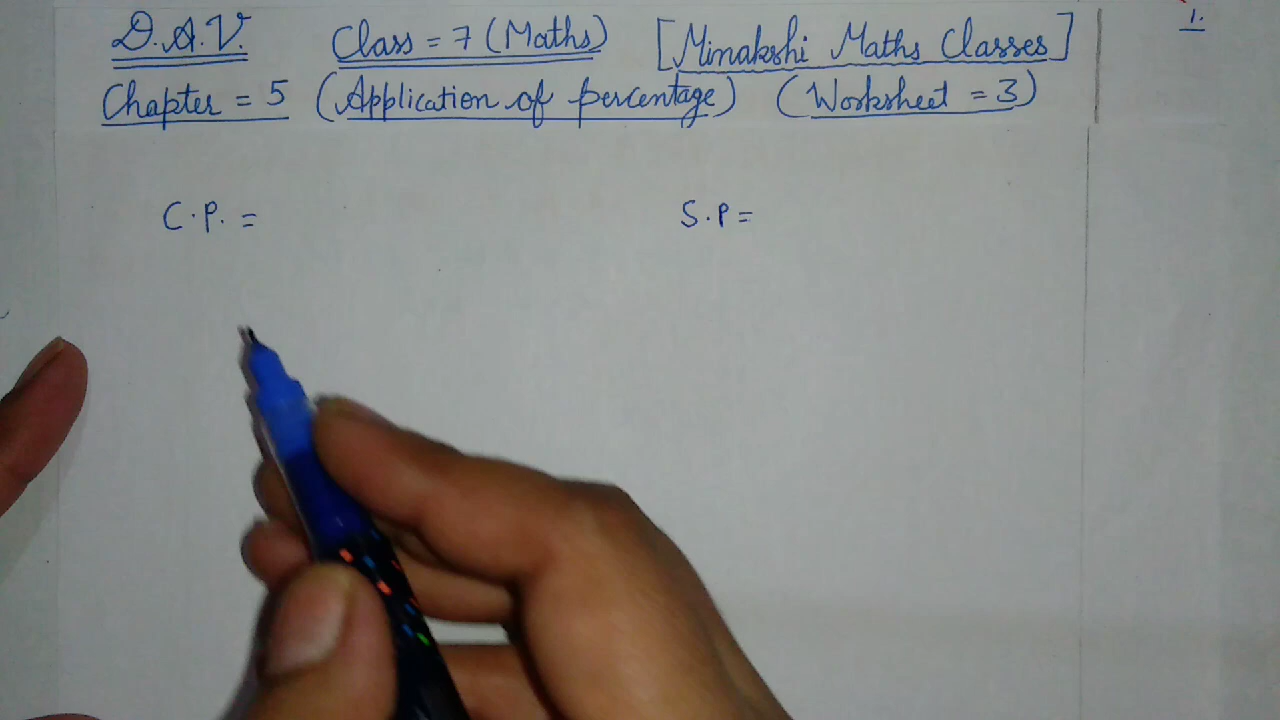 D.A.V. Class = 7 (Maths) [Minakshi Maths Classes] 1.
Chapter = 5 (Application of percentage) (Worksheet = 3)
C.P. = S.P =